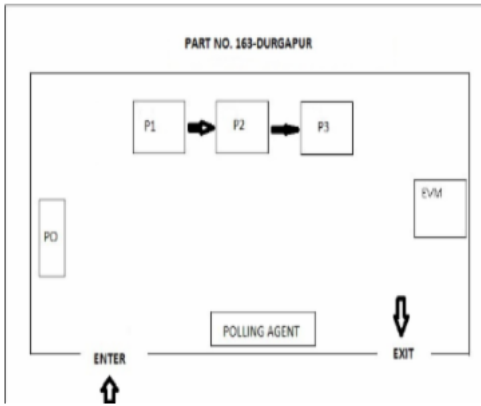 PART NO. 163-DURGAPUR
P1 P2 P3
EVM
PO
POLLING AGENT
ENTER EXIT